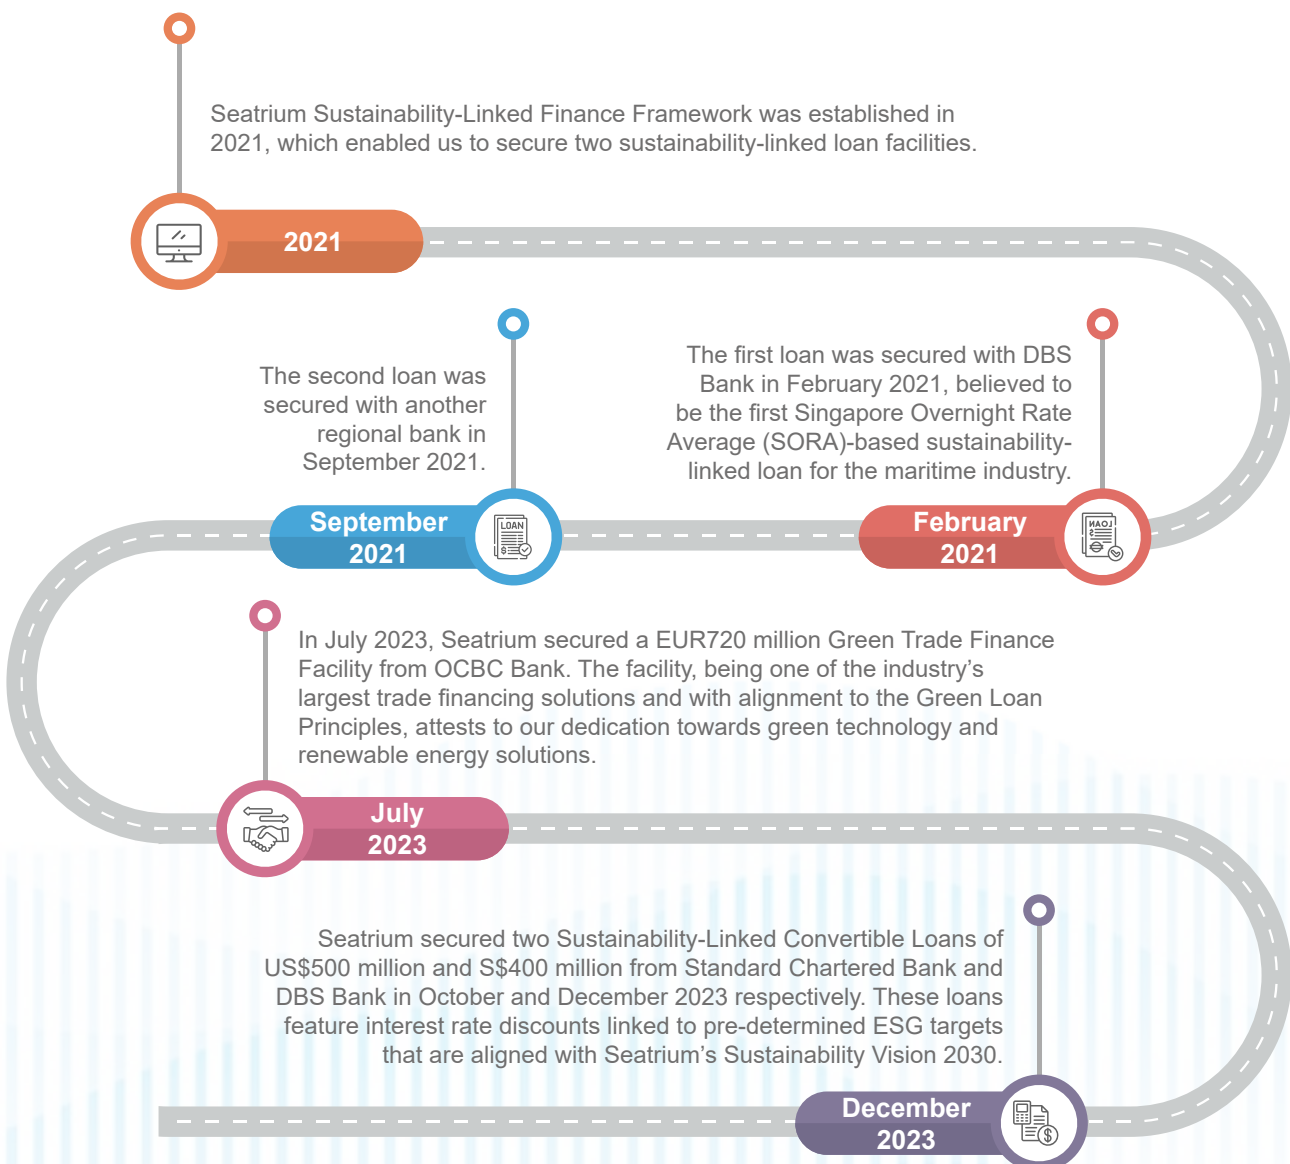 Seatrium Sustainability-Linked Finance Framework was established in
2021, which enabled us to secure two sustainability-linked loan facilities.
2021
The first loan was secured with DBS
Bank in February 2021, believed to
be the first Singapore Overnight Rate
Average (SORA)-based sustainability-
linked loan for the maritime industry.
February
2021
LOAN
The second loan was
secured with another
regional bank in
September 2021.
September
2021
LOAN
$
In July 2023, Seatrium secured a EUR720 million Green Trade Finance
Facility from OCBC Bank. The facility, being one of the industry’s
largest trade financing solutions and with alignment to the Green Loan
Principles, attests to our dedication towards green technology and
renewable energy solutions.
July
2023
Seatrium secured two Sustainability-Linked Convertible Loans of
US$500 million and S$400 million from Standard Chartered Bank and
DBS Bank in October and December 2023 respectively. These loans
feature interest rate discounts linked to pre-determined ESG targets
that are aligned with Seatrium’s Sustainability Vision 2030.
December
2023
$